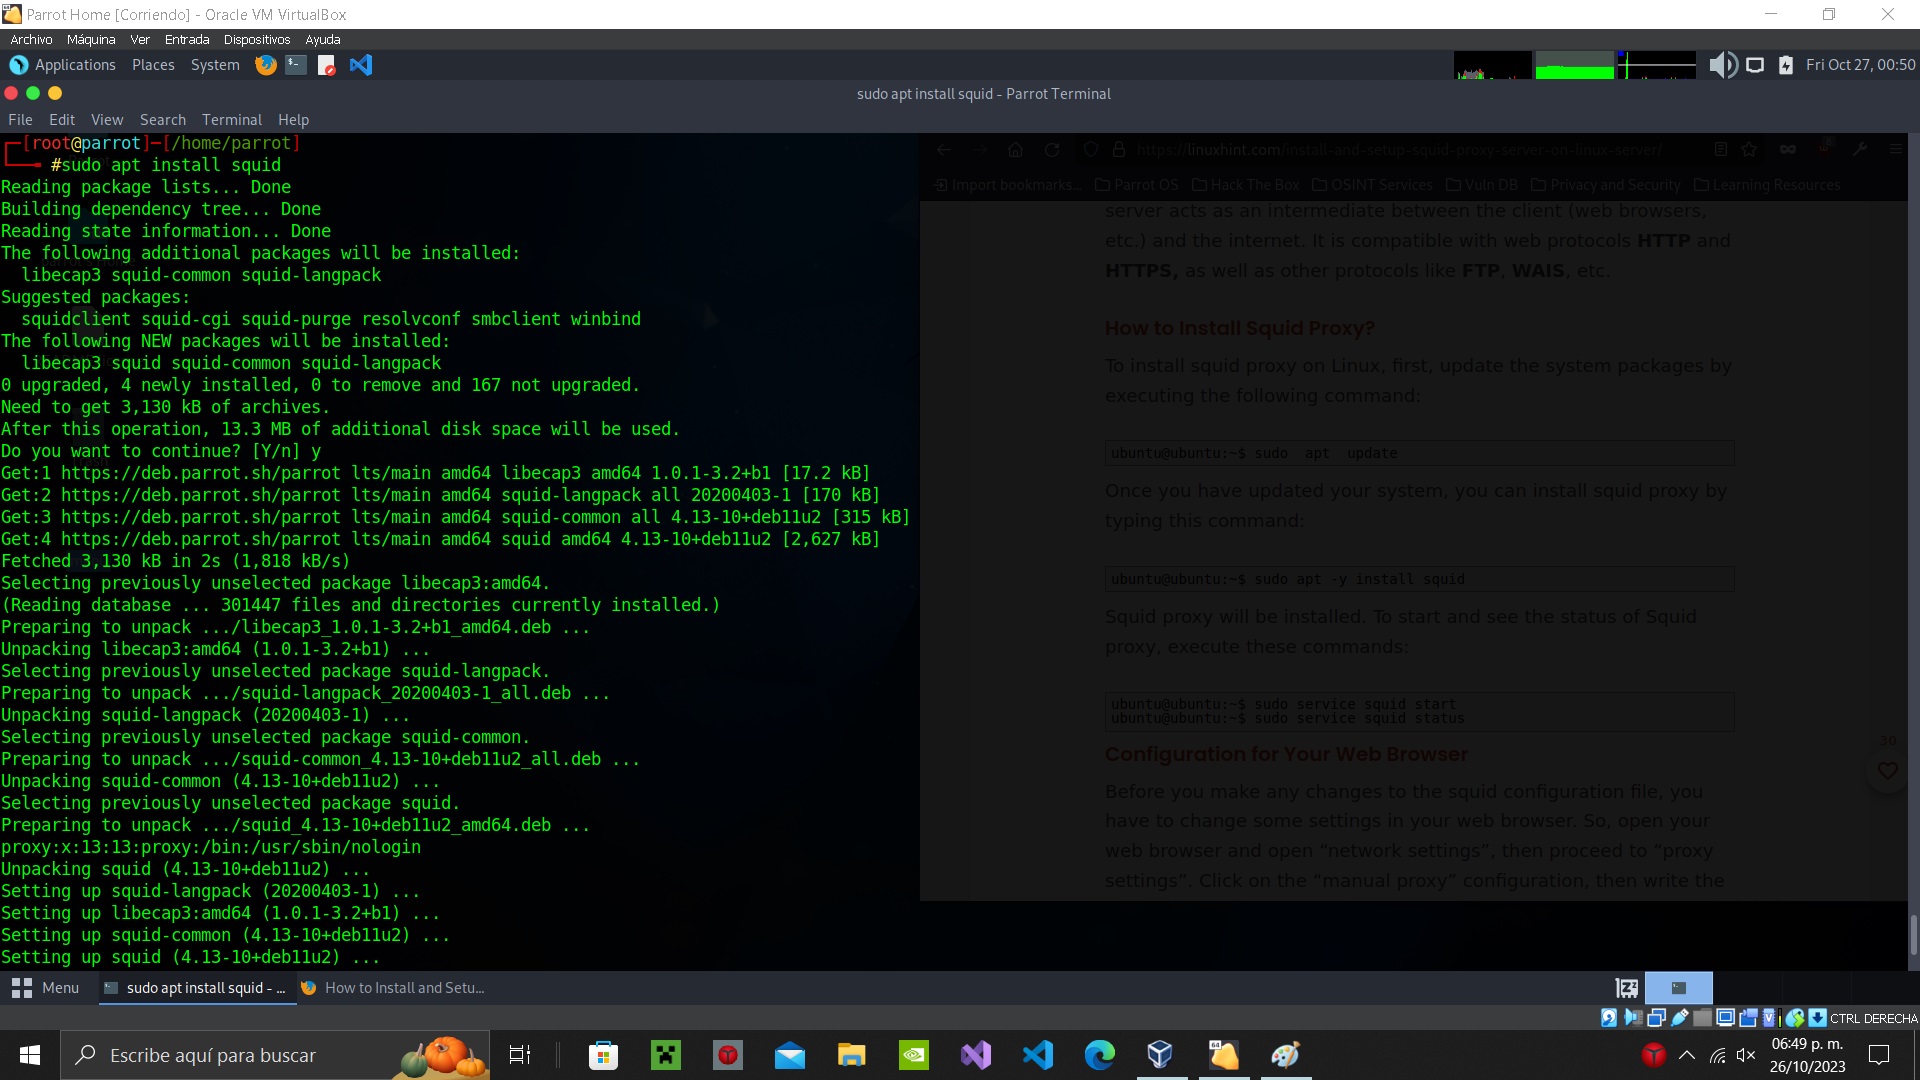 Parrot Home [Corriendo] - Oracle VM VirtualBox
Archivo Máquina Ver Entrada Dispositivos Ayuda
Applications Places System
Fri Oct 27, 00:50
sudo apt install squid - Parrot Terminal
File Edit View Search Terminal Help
[root@parrot]-[/home/parrot]
#sudo apt install squid
Reading package lists... Done
Building dependency tree... Done
Reading state information... Done
The following additional packages will be installed:
libecap3 squid-common squid-langpack
Suggested packages:
squidclient squid-cgi squid-purge resolvconf smbclient winbind
The following NEW packages will be installed:
libecap3 squid squid-common squid-langpack
0 upgraded, 4 newly installed, 0 to remove and 167 not upgraded.
Need to get 3,130 kB of archives.
After this operation, 13.3 MB of additional disk space will be used.
Do you want to continue? [Y/n] y
Get:1 https://deb.parrot.sh/parrot lts/main amd64 libecap3 amd64 1.0.1-3.2+b1 [17.2 kB]
Get:2 https://deb.parrot.sh/parrot lts/main amd64 squid-langpack all 20200403-1 [170 kB]
Get:3 https://deb.parrot.sh/parrot lts/main amd64 squid-common all 4.13-10+deb11u2 [315 kB]
Get:4 https://deb.parrot.sh/parrot lts/main amd64 squid amd64 4.13-10+deb11u2 [2,627 kB]
Fetched 3,130 kB in 2s (1,818 kB/s)
Selecting previously unselected package libecap3:amd64.
(Reading database ... 301447 files and directories currently installed.)
Preparing to unpack .../libecap3_1.0.1-3.2+b1_amd64.deb ...
Unpacking libecap3:amd64 (1.0.1-3.2+b1) ...
Selecting previously unselected package squid-langpack.
Preparing to unpack .../squid-langpack_20200403-1_all.deb ...
Unpacking squid-langpack (20200403-1) ...
Selecting previously unselected package squid-common.
Preparing to unpack .../squid-common_4.13-10+deb11u2_all.deb ...
Unpacking squid-common (4.13-10+deb11u2) ...
Selecting previously unselected package squid.
Preparing to unpack .../squid_4.13-10+deb11u2_amd64.deb ...
proxy:x:13:13:proxy:/bin:/usr/sbin/nologin
Unpacking squid (4.13-10+deb11u2) ...
Setting up squid-langpack (20200403-1) ...
Setting up libecap3:amd64 (1.0.1-3.2+b1) ...
Setting up squid-common (4.13-10+deb11u2) ...
Setting up squid (4.13-10+deb11u2) ...
https://linuxhint.com/install-and-setup-squid-proxy-server-on-linux-server/
Import bookmarks... Parrot OS Hack The Box OSINT Services Vuln DB Privacy and Security Learning Resources
server acts as an intermediate between the client (web browsers,
etc.) and the internet. It is compatible with web protocols HTTP and
HTTPS, as well as other protocols like FTP, WAIS, etc.
How to Install Squid Proxy?
To install squid proxy on Linux, first, update the system packages by
executing the following command:
ubuntu@ubuntu:~$ sudo  apt  update
Once you have updated your system, you can install squid proxy by
typing this command:
ubuntu@ubuntu:~$ sudo apt -y install squid
Squid proxy will be installed. To start and see the status of Squid
proxy, execute these commands:
ubuntu@ubuntu:~$ sudo service squid start
ubuntu@ubuntu:~$ sudo service squid status
Configuration for Your Web Browser
30
Before you make any changes to the squid configuration file, you
have to change some settings in your web browser. So, open your
web browser and open “network settings”, then proceed to “proxy
settings”. Click on the “manual proxy” configuration, then write the
Menu sudo apt install squid - ... How to Install and Setu...
CTRL DERECHA
Escribe aquí para buscar
06:49 p. m.
26/10/2023